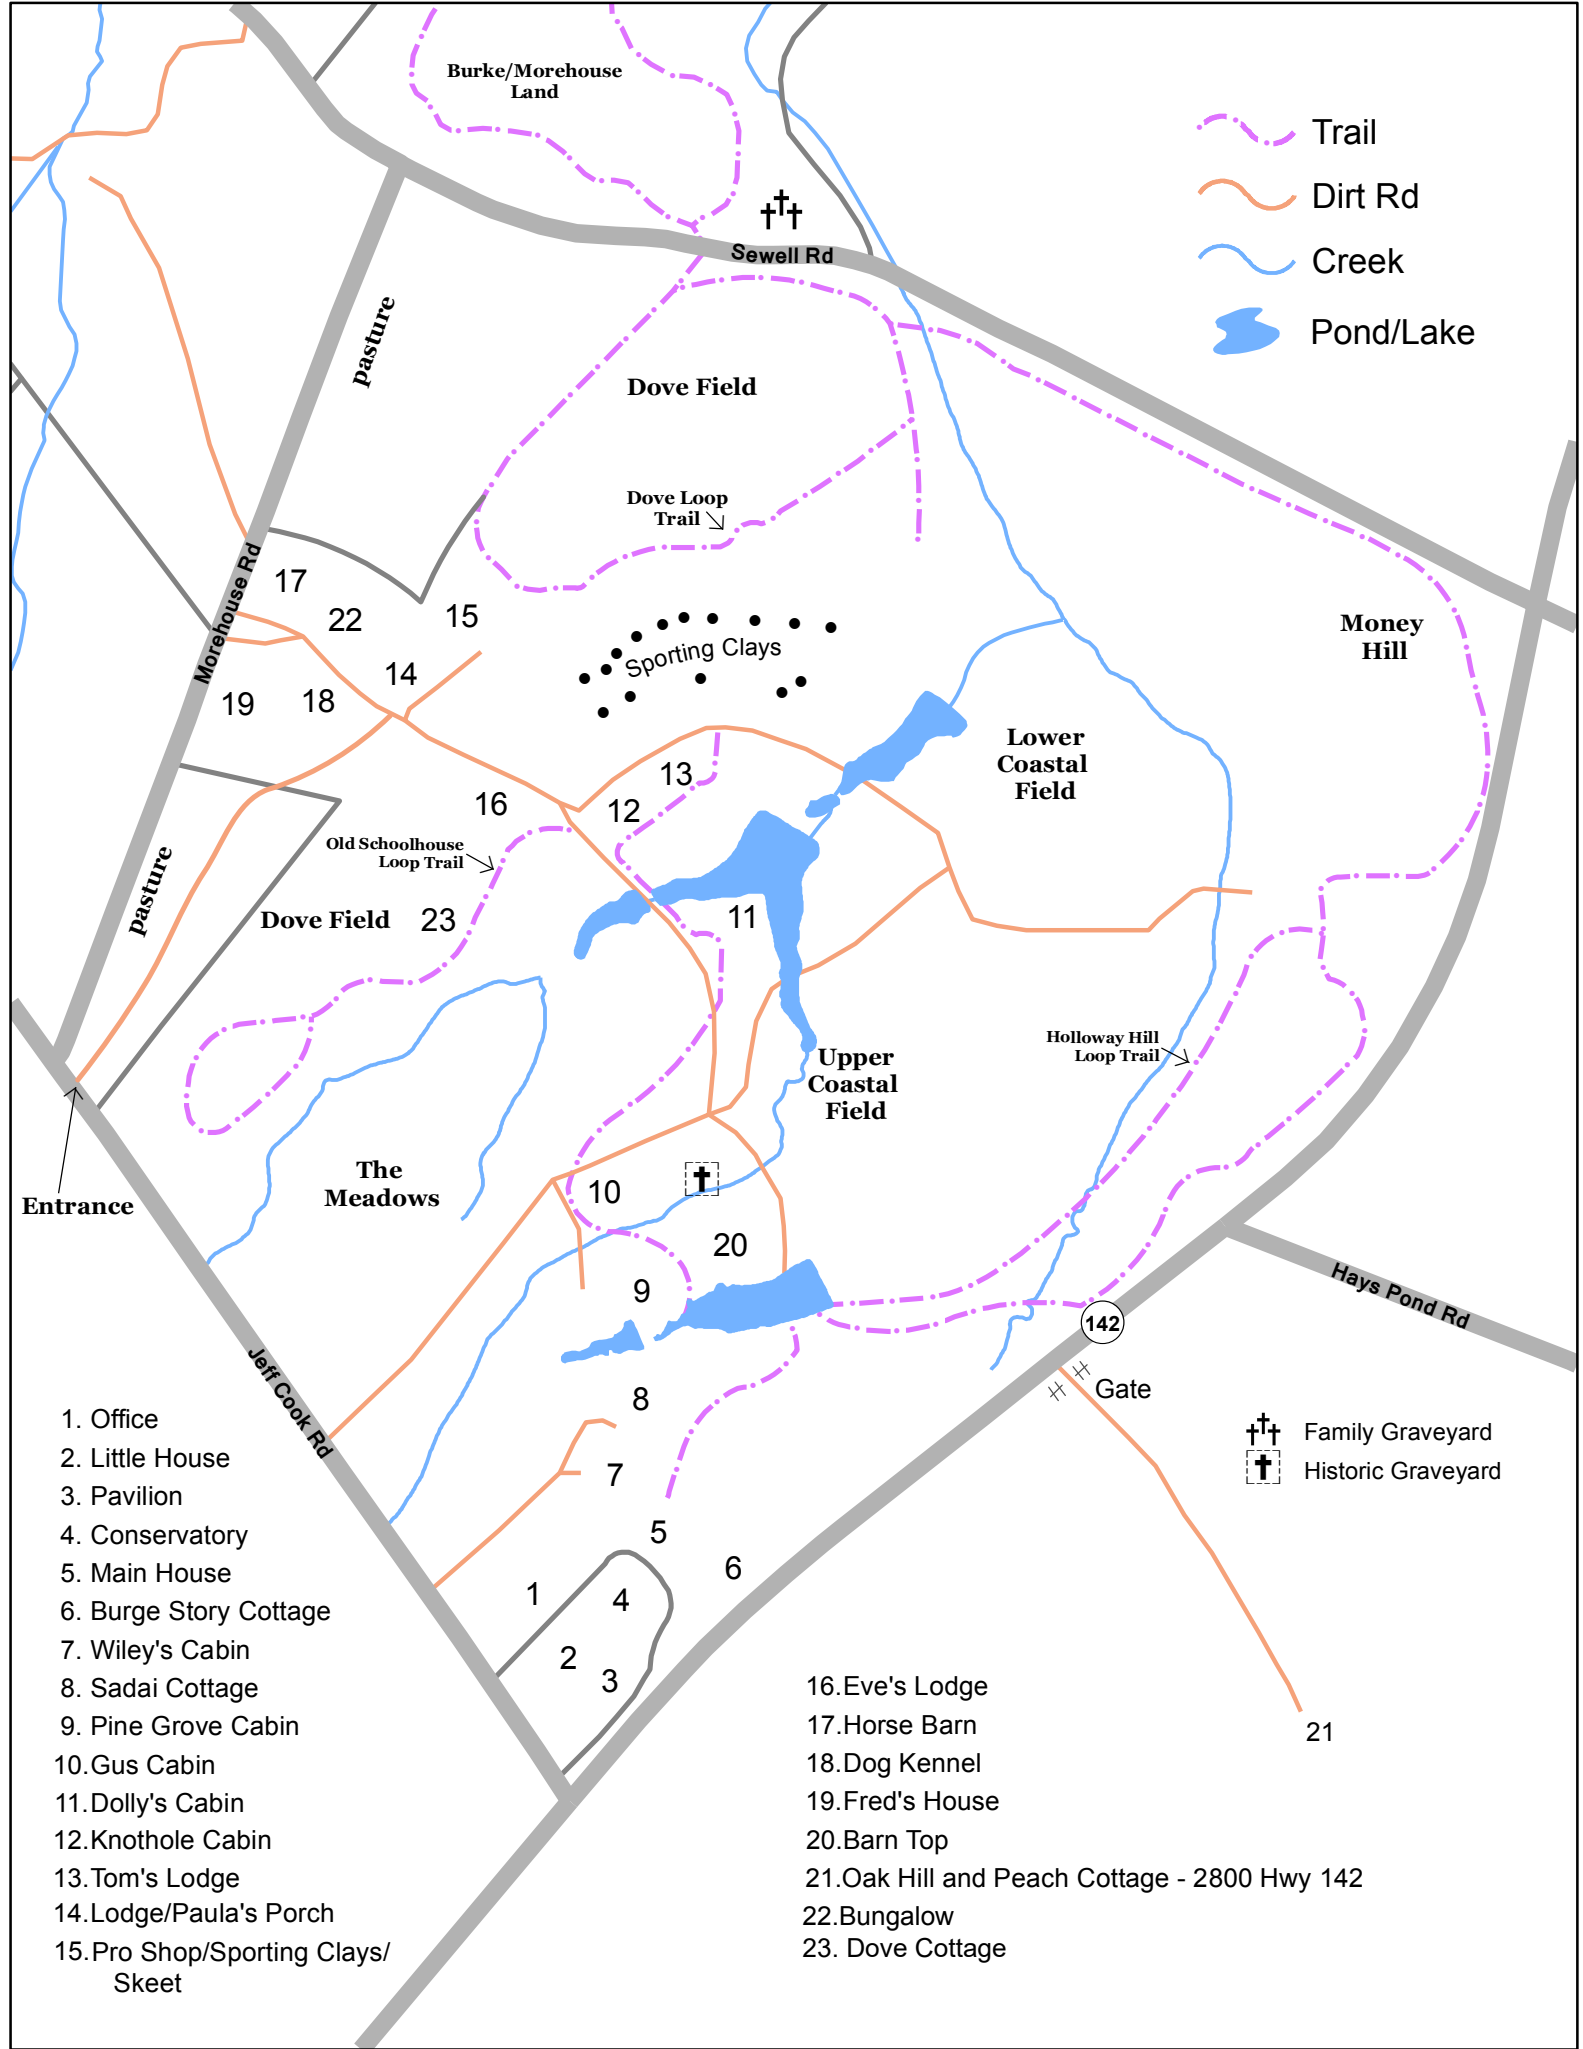 Burke/Morehouse
Land
Trail
Dirt Rd
Creek
Pond/Lake
Sewell Rd
pasture
Dove Field
Dove Loop
Trail
Morehouse Rd
17
22
15
14
19
18
Sporting Clays
Money
Hill
Lower
Coastal
Field
13
12
16
Old Schoolhouse
Loop Trail
pasture
Dove Field
23
11
Holloway Hill
Loop Trail
Upper
Coastal
Field
The
Meadows
Entrance
10
20
9
Hays Pond Rd
142
Gate
Jeff Cook Rd
8
7
5
6
1
4
2
3
21
Family Graveyard
Historic Graveyard
1. Office
2. Little House
3. Pavilion
4. Conservatory
5. Main House
6. Burge Story Cottage
7. Wiley's Cabin
8. Sadai Cottage
9. Pine Grove Cabin
10.Gus Cabin
11.Dolly's Cabin
12.Knothole Cabin
13.Tom's Lodge
14.Lodge/Paula's Porch
15.Pro Shop/Sporting Clays/
Skeet
16.Eve's Lodge
17.Horse Barn
18.Dog Kennel
19.Fred's House
20.Barn Top
21.Oak Hill and Peach Cottage - 2800 Hwy 142
22.Bungalow
23. Dove Cottage